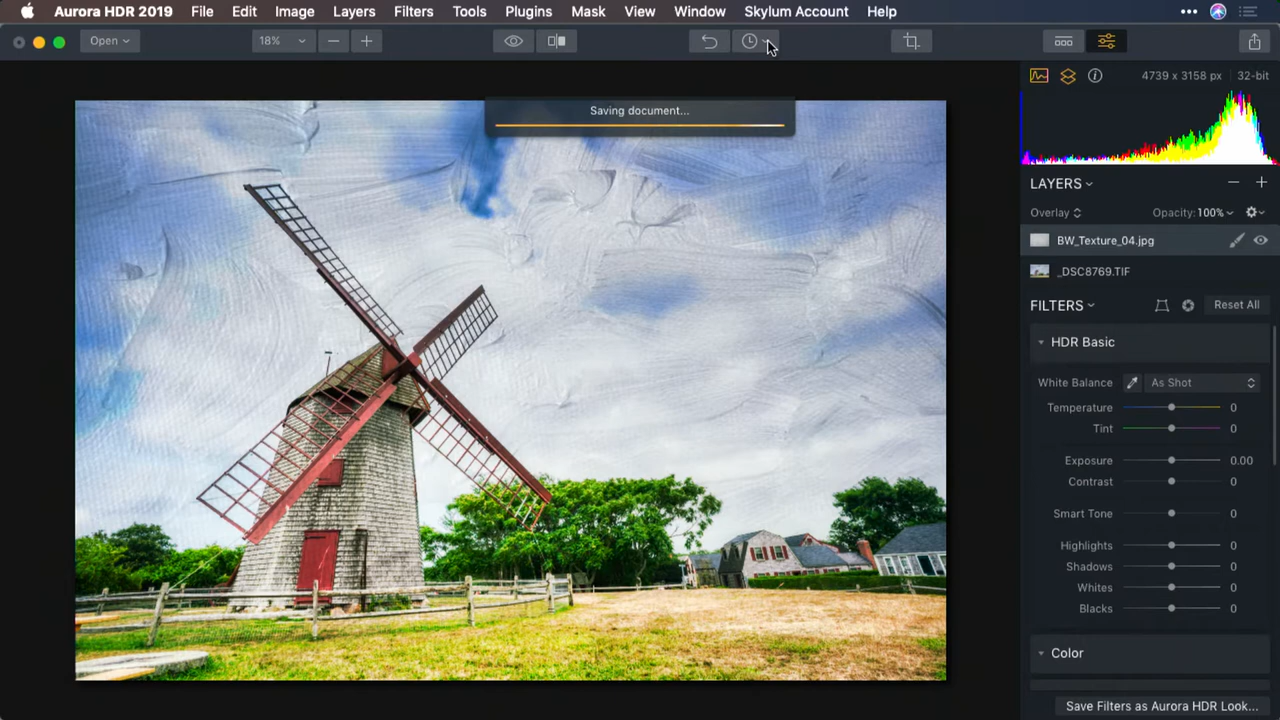 Aurora HDR 2019 File Edit Image Layers Filters Tools Plugins Mask View Window Skylum Account Help
Open 18%
4739 x 3158 px 32-bit
Saving document...
LAYERS
Overlay Opacity: 100%
BW_Texture_04.jpg
_DSC8769.TIF
FILTERS Reset All
HDR Basic
White Balance As Shot
Temperature 0
Tint 0
Exposure 0.00
Contrast 0
Smart Tone 0
Highlights 0
Shadows 0
Whites 0
Blacks 0
Color
Save Filters as Aurora HDR Look...